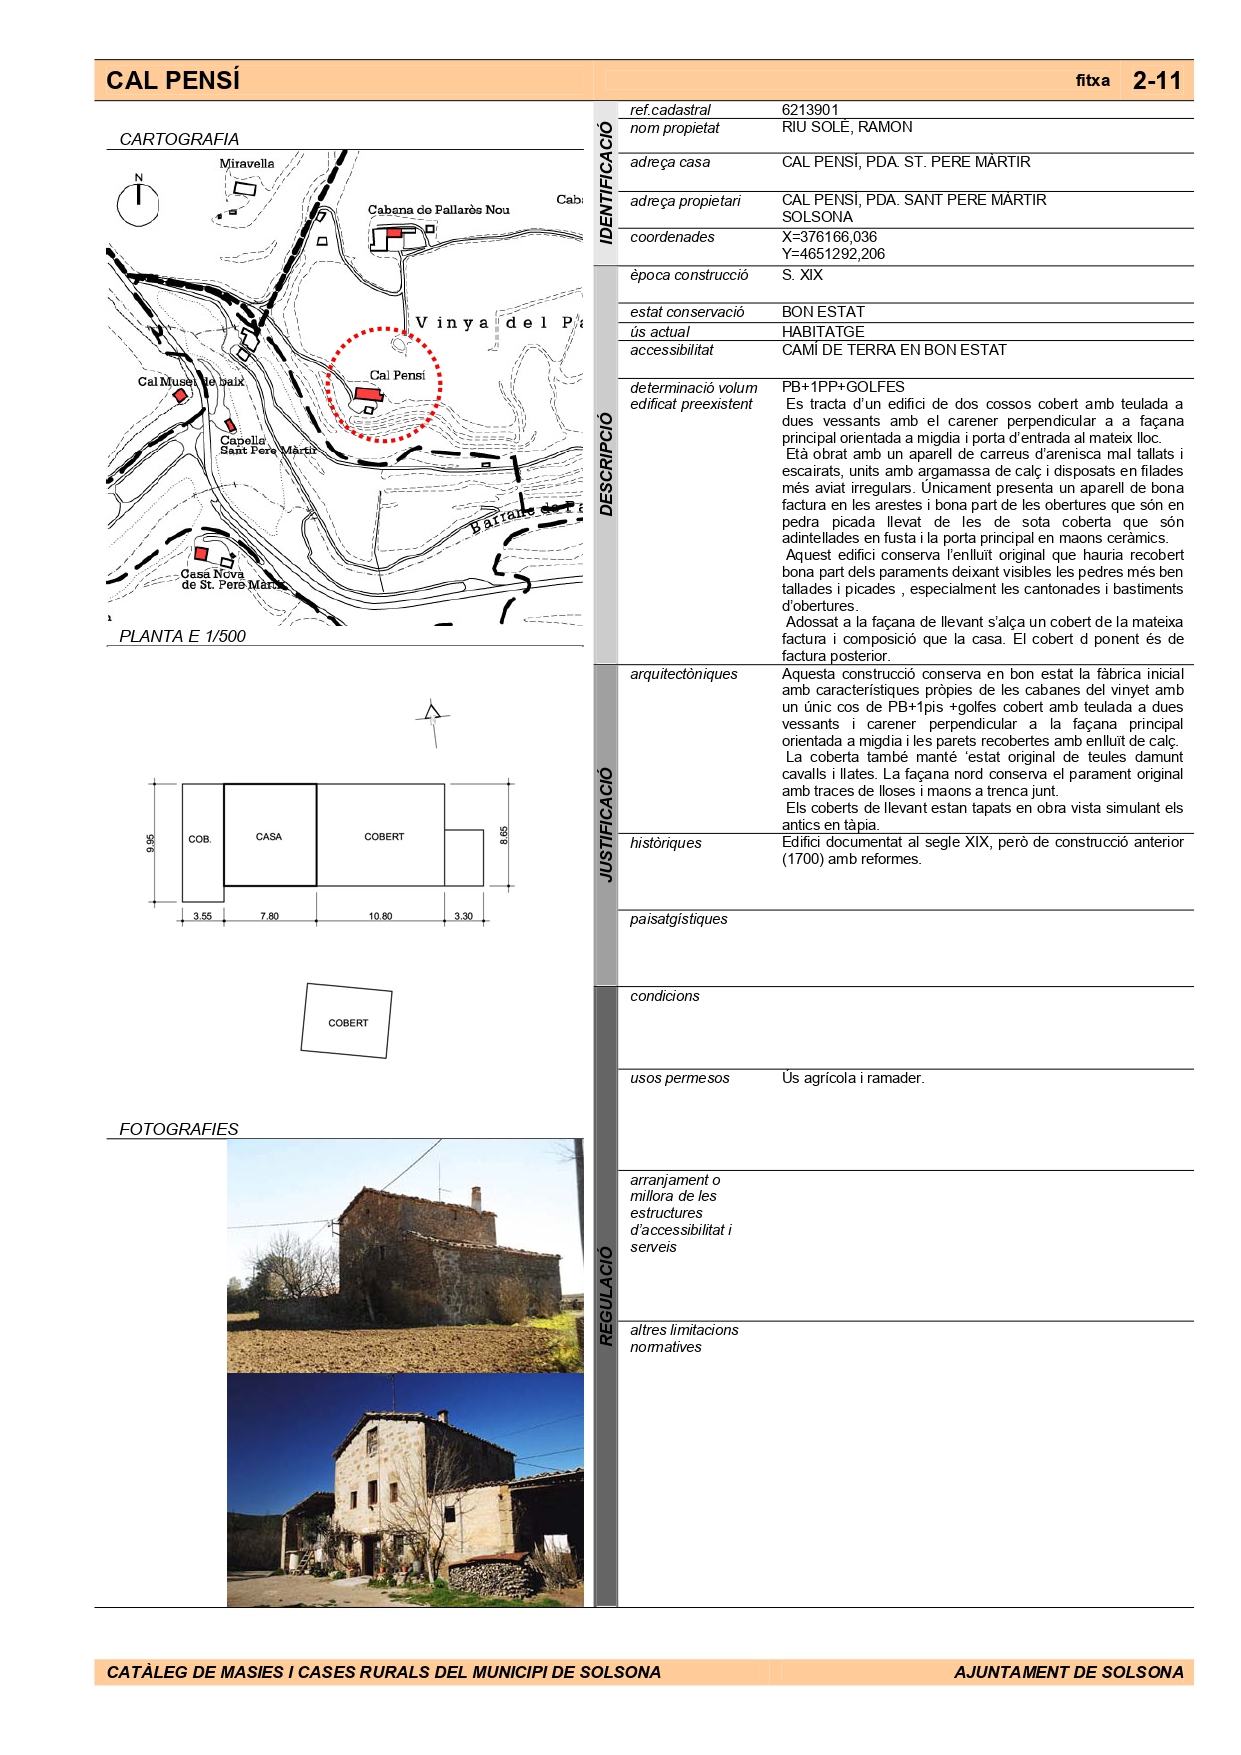 CAL PENSÍ
fitxa 2-11
CARTOGRAFIA
N
Miravella
Cabana de Pallarès Nou
Vinya del
Cal Pensí
Cal Muset de baix
Capella
Sant Pere Màrtir
Barranc de
Casa Nova
de St. Pere Màrtir
PLANTA E 1/500
9.95
COB.
CASA
COBERT
8.65
3.55
7.80
10.80
3.30
COBERT
FOTOGRAFIES
IDENTIFICACIÓ
ref.cadastral 6213901
nom propietat RIU SOLÉ, RAMON
adreça casa CAL PENSÍ, PDA. ST. PERE MÀRTIR
adreça propietari CAL PENSÍ, PDA. SANT PERE MÀRTIR
SOLSONA
coordenades X=376166,036
Y=4651292,206
DESCRIPCIÓ
època construcció S. XIX
estat conservació BON ESTAT
ús actual HABITATGE
accessibilitat CAMÍ DE TERRA EN BON ESTAT
determinació volum PB+1PP+GOLFES
edificat preexistent Es tracta d'un edifici de dos cossos cobert amb teulada a
dues vessants amb el carener perpendicular a a façana
principal orientada a migdia i porta d'entrada al mateix lloc.
Età obrat amb un aparell de carreus d'arenisca mal tallats i
escairats, units amb argamassa de calç i disposats en filades
més aviat irregulars. Únicament presenta un aparell de bona
factura en les arestes i bona part de les obertures que són en
pedra picada llevat de les de sota coberta que són
adintellades en fusta i la porta principal en maons ceràmics.
Aquest edifici conserva l'enlluït original que hauria recobert
bona part dels paraments deixant visibles les pedres més ben
tallades i picades , especialment les cantonades i bastiments
d'obertures.
Adossat a la façana de llevant s'alça un cobert de la mateixa
factura i composició que la casa. El cobert d ponent és de
factura posterior.
JUSTIFICACIÓ
arquitectòniques Aquesta construcció conserva en bon estat la fàbrica inicial
amb característiques pròpies de les cabanes del vinyet amb
un únic cos de PB+1pis +golfes cobert amb teulada a dues
vessants i carener perpendicular a la façana principal
orientada a migdia i les parets recobertes amb enlluït de calç.
La coberta també manté 'estat original de teules damunt
cavalls i llates. La façana nord conserva el parament original
amb traces de lloses i maons a trenca junt.
Els coberts de llevant estan tapats en obra vista simulant els
antics en tàpia.
històriques Edifici documentat al segle XIX, però de construcció anterior
(1700) amb reformes.
paisatgístiques
REGULACIÓ
condicions
usos permesos Ús agrícola i ramader.
arranjament o
millora de les
estructures
d'accessibilitat i
serveis
altres limitacions
normatives
CATÀLEG DE MASIES I CASES RURALS DEL MUNICIPI DE SOLSONA
AJUNTAMENT DE SOLSONA